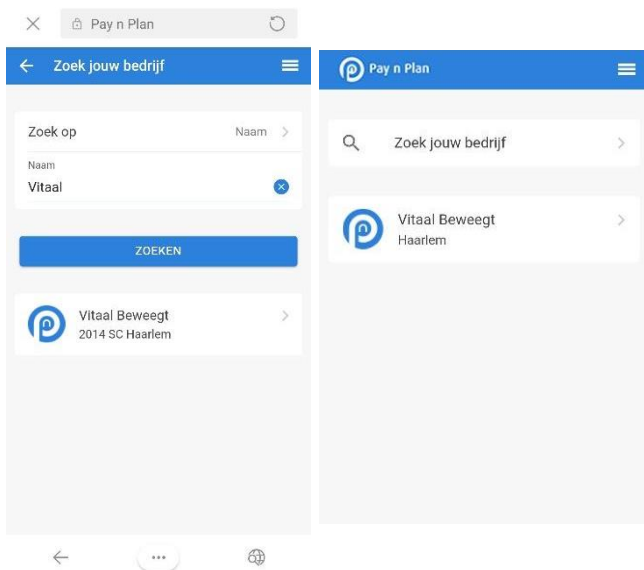 Pay n Plan
Zoek jouw bedrijf
Zoek op Naam
Naam
Vitaal
ZOEKEN
Vitaal Beweegt
2014 SC Haarlem
Pay n Plan
Zoek jouw bedrijf
Vitaal Beweegt
Haarlem